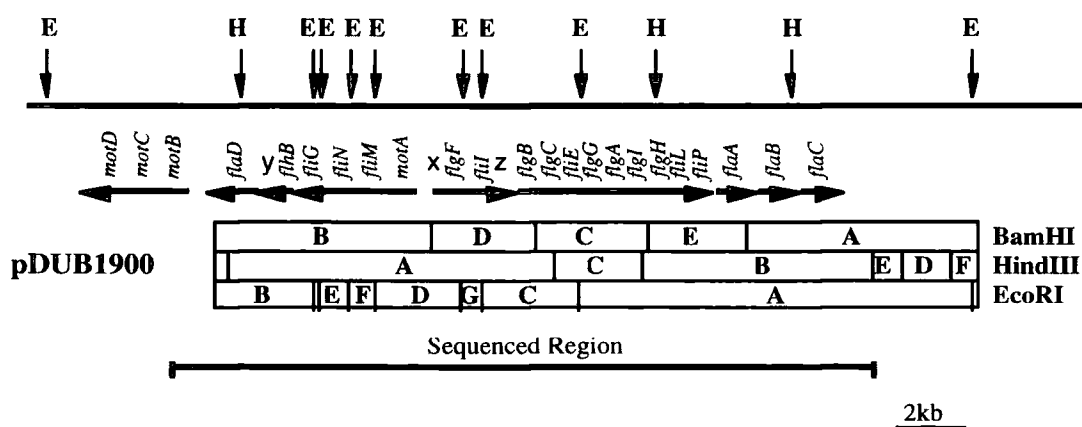 E H E E E E E E E H H E
motD motC motB flaD y flhB fliG fliN fliM motA x flgF fliI z flgB flgC fliE flgG flgA flgI flgH fliL fliP flaA flaB flaC
B D C E A BamHI
pDUB1900 A C B E D F HindIII
B E F D G C A EcoRI
Sequenced Region
2kb